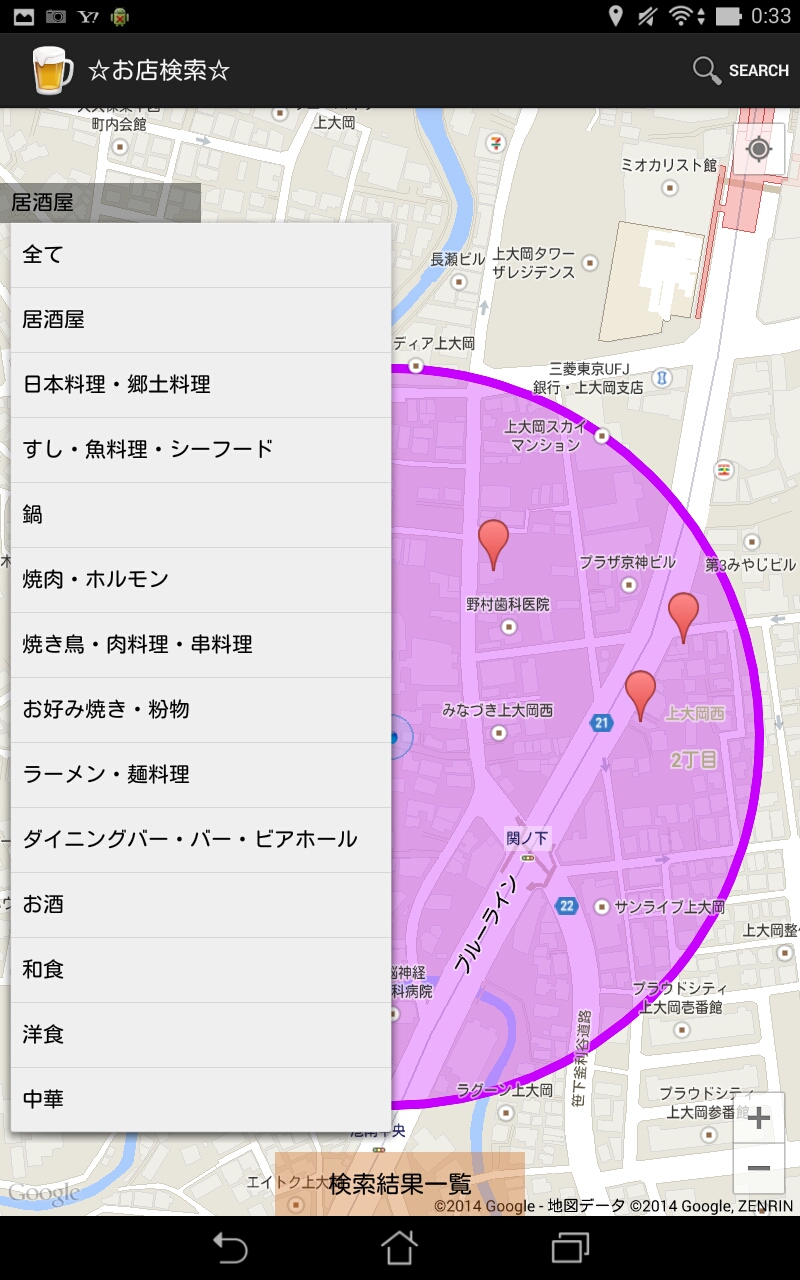 0:33
☆お店検索☆
SEARCH
町内会館
上大岡
ミオカリスト館
居酒屋
長瀬ビル
上大岡タワー
ザレジデンス
全て
居酒屋
ディア上大岡
三菱東京UFJ
銀行・上大岡支店
日本料理・郷土料理
上大岡スカイ
マンション
すし・魚料理・シーフード
鍋
プラザ京神ビル
第3みやじビル
焼肉・ホルモン
野村歯科医院
焼き鳥・肉料理・串料理
みなづき上大岡西
上大岡西
21
お好み焼き・粉物
2丁目
ラーメン・麺料理
関ノ下
ダイニングバー・バー・ビアホール
22
サンライブ上大岡
お酒
ブルーライン
上大岡整
脳神経
科病院
和食
プラウドシティ
上大岡壱番館
洋食
笹下釜利谷道路
ラグーン上大岡
プラウドシティ
上大岡参番館
中華
港南中央
エイトク上大岡
検索結果一覧
Google
©2014 Google - 地図データ ©2014 Google, ZENRIN